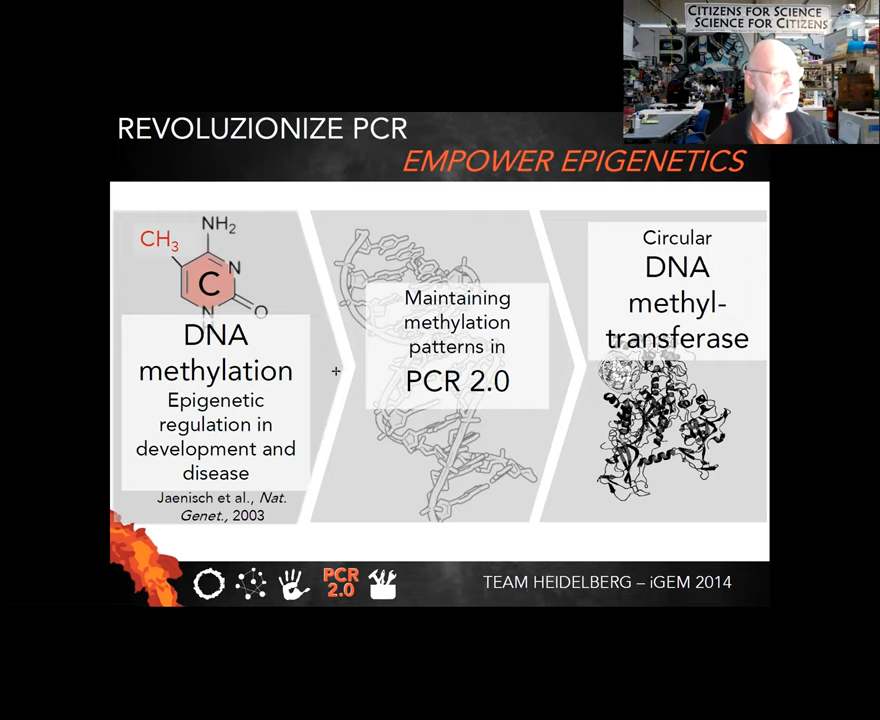 CITIZENS FOR SCIENCE
SCIENCE FOR CITIZENS
REVOLUZIONIZE PCR
EMPOWER EPIGENETICS
CH3
NH2
N
C
O
N
H
DNA
methylation
Epigenetic
regulation in
development and
disease
Jaenisch et al., Nat.
Genet., 2003
Maintaining
methylation
patterns in
PCR 2.0
Circular
DNA
methyl-
transferase
PCR
2.0
TEAM HEIDELBERG – iGEM 2014